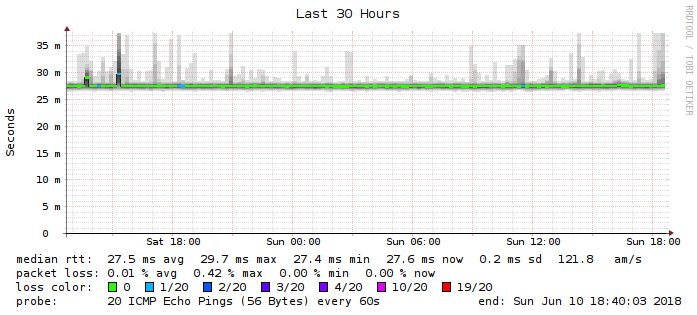 Last 30 Hours
RRDTOOL / TOBI OETIKER
Seconds
35 m
30 m
25 m
20 m
15 m
10 m
5 m
0
Sat 18:00 Sun 00:00 Sun 06:00 Sun 12:00 Sun 18:00
median rtt: 27.5 ms avg 29.7 ms max 27.4 ms min 27.6 ms now 0.2 ms sd 121.8 am/s
packet loss: 0.01 % avg 0.42 % max 0.00 % min 0.00 % now
loss color: 0 1/20 2/20 3/20 4/20 10/20 19/20
probe: 20 ICMP Echo Pings (56 Bytes) every 60s end: Sun Jun 10 18:40:03 2018